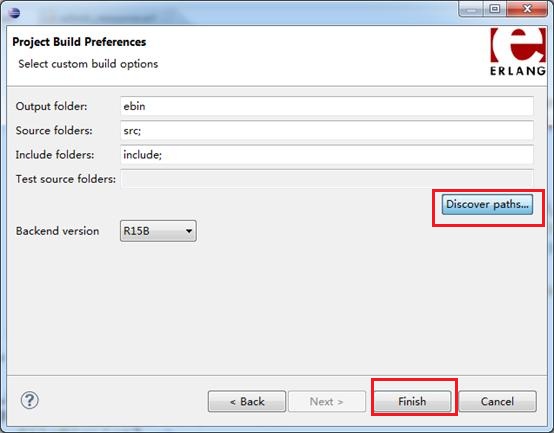 Project Build Preferences
Select custom build options
ERLANG
Output folder: ebin
Source folders: src;
Include folders: include;
Test source folders:
Discover paths...
Backend version R15B
? < Back Next > Finish Cancel